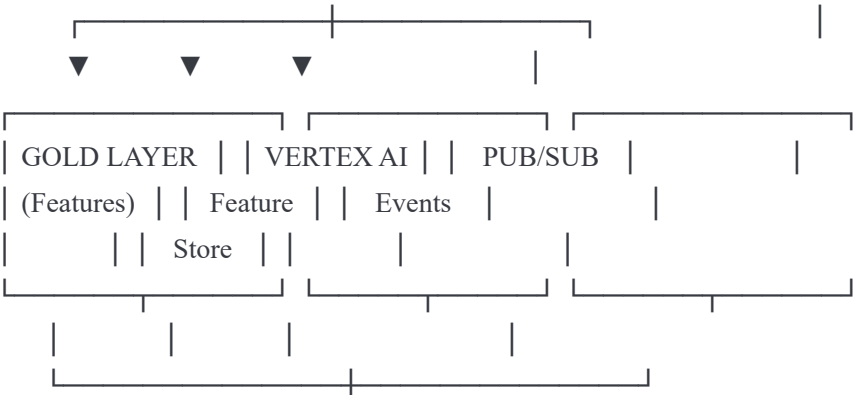 GOLD LAYER VERTEX AI PUB/SUB
(Features) Feature Events
Store